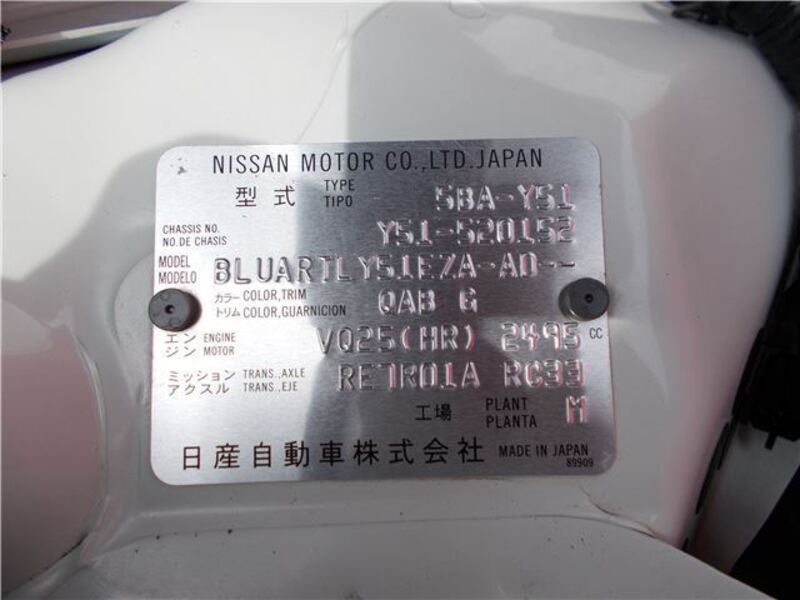 NISSAN MOTOR CO.,LTD.JAPAN
型式 TYPE TIPO 5BA-Y51
CHASSIS NO. NO.DE CHASIS Y51-520152
MODEL MODELO BLUARTLY51EZA-A0--
カラー COLOR,TRIM トリム COLOR,GUARNICION QAB G
エンジン ENGINE MOTOR VQ25(HR) 2495 CC
ミッション TRANS.,AXLE アクスル TRANS.,EJE RE7R01A RC33
工場 PLANT PLANTA M
日産自動車株式会社 MADE IN JAPAN
89909